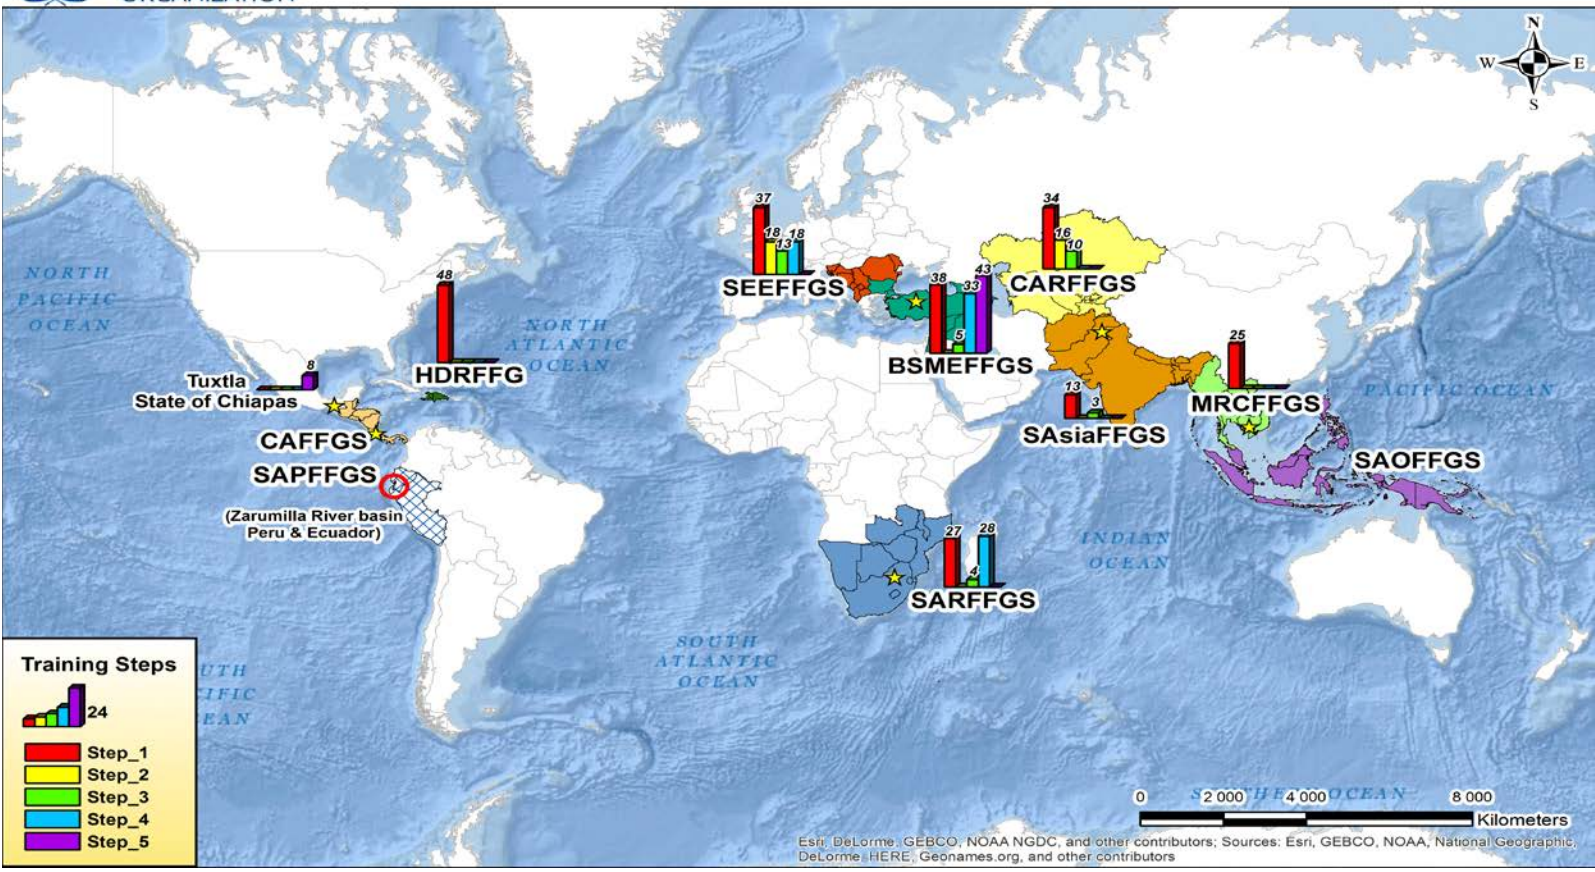 N
W E
S
NORTH
PACIFIC
OCEAN
NORTH
ATLANTIC
OCEAN
PACIFIC OCEAN
INDIAN
OCEAN
SOUTH
ATLANTIC
OCEAN
37
18
13
18
SEEFFGS
34
16
10
CARFFGS
38
5
33
43
BSMEFFGS
48
HDRFFG
8
Tuxtla
State of Chiapas
CAFFGS
SAPFFGS
(Zarumilla River basin
Peru & Ecuador)
13
3
SAsiaFFGS
25
MRCFFGS
SAOFFGS
27
4
28
SARFFGS
Training Steps
24
Step_1
Step_2
Step_3
Step_4
Step_5
UTH
CIFIC
EAN
OCEAN
0 2 000 4 000 8 000
Kilometers
Esri, DeLorme, GEBCO, NOAA NGDC, and other contributors; Sources: Esri, GEBCO, NOAA, National Geographic,
DeLorme, HERE, Geonames.org, and other contributors